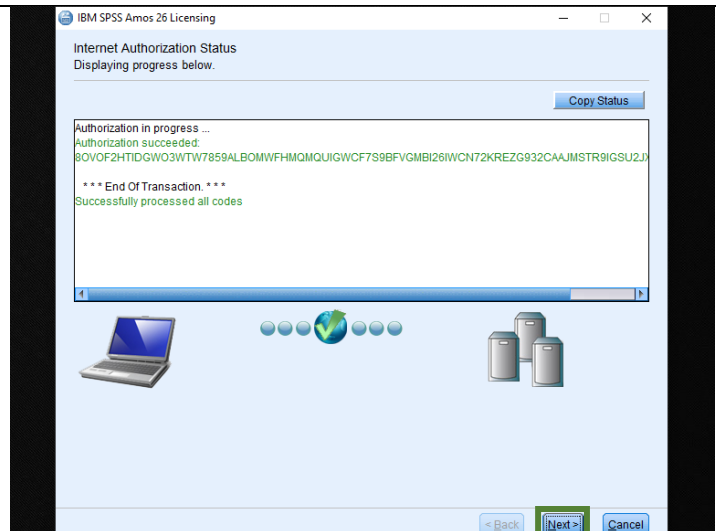 IBM SPSS Amos 26 Licensing
Internet Authorization Status
Displaying progress below.
Copy Status
Authorization in progress ...
Authorization succeeded:
8OVOF2HTIDGWO3WTW7859ALBOMWFHMQMQUIGWCF7S9BFVGMBI26IWCN72KREZG932CAAJMSTR9IGSU2JX
* * * End Of Transaction. * * *
Successfully processed all codes
< Back
Next >
Cancel